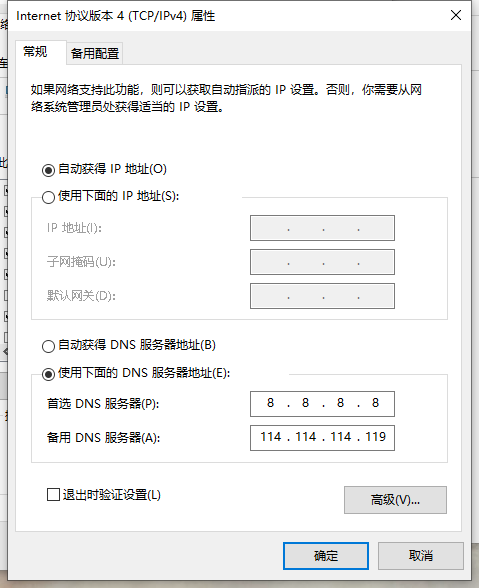 Internet 协议版本 4 (TCP/IPv4) 属性
常规
备用配置
如果网络支持此功能，则可以获取自动指派的 IP 设置。否则，你需要从网
络系统管理员处获得适当的 IP 设置。
自动获得 IP 地址(O)
使用下面的 IP 地址(S):
IP 地址(I):
. . .
子网掩码(U):
. . .
默认网关(D):
. . .
自动获得 DNS 服务器地址(B)
使用下面的 DNS 服务器地址(E):
首选 DNS 服务器(P):
8 . 8 . 8 . 8
备用 DNS 服务器(A):
114 . 114 . 114 . 119
退出时验证设置(L)
高级(V)...
确定
取消